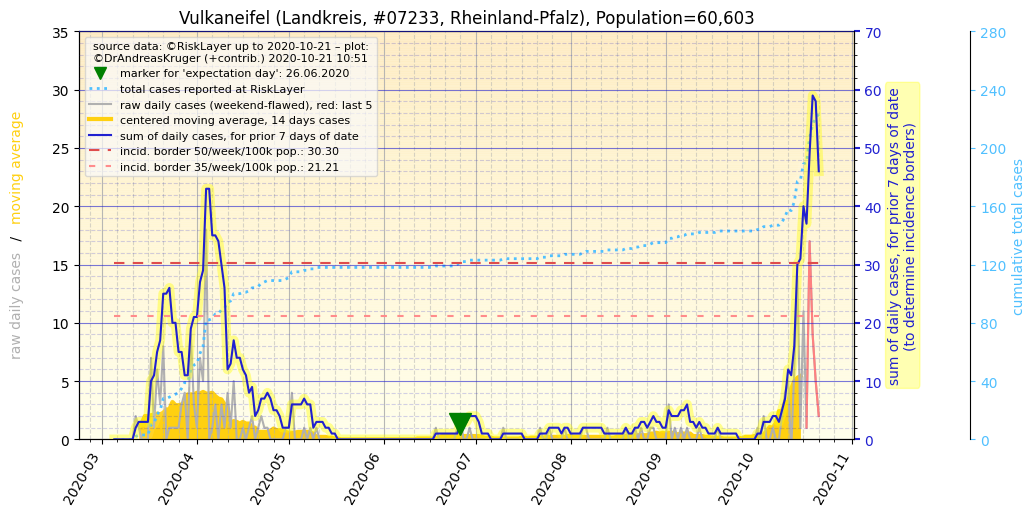 Vulkaneifel (Landkreis, #07233, Rheinland-Pfalz), Population=60,603
source data: ©RiskLayer up to 2020-10-21 – plot:
©DrAndreasKruger (+contrib.) 2020-10-21 10:51
marker for 'expectation day': 26.06.2020
total cases reported at RiskLayer
raw daily cases (weekend-flawed), red: last 5
centered moving average, 14 days cases
sum of daily cases, for prior 7 days of date
incid. border 50/week/100k pop.: 30.30
incid. border 35/week/100k pop.: 21.21
raw daily cases / moving average
35
30
25
20
15
10
5
0
2020-03
2020-04
2020-05
2020-06
2020-07
2020-08
2020-09
2020-10
2020-11
70
60
50
40
30
20
10
0
sum of daily cases, for prior 7 days of date
(to determine incidence borders)
280
240
200
160
120
80
40
0
cumulative total cases